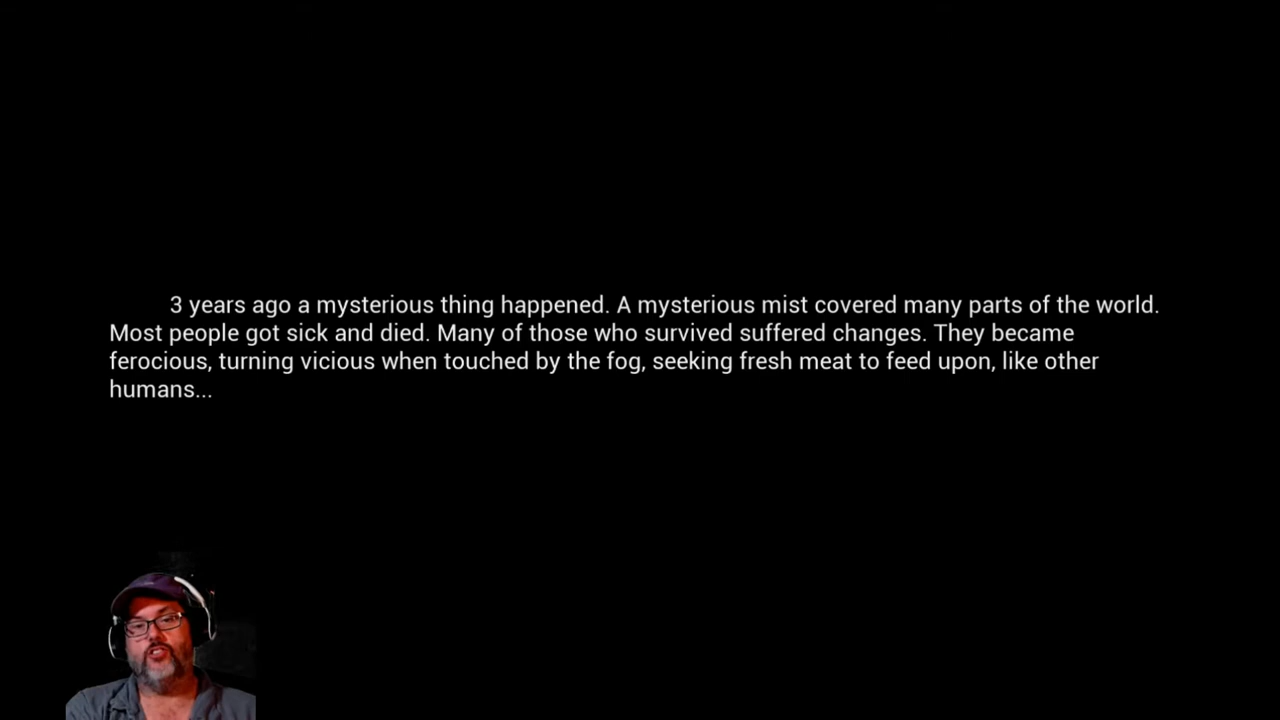 3 years ago a mysterious thing happened. A mysterious mist covered many parts of the world.
Most people got sick and died. Many of those who survived suffered changes. They became
ferocious, turning vicious when touched by the fog, seeking fresh meat to feed upon, like other
humans...